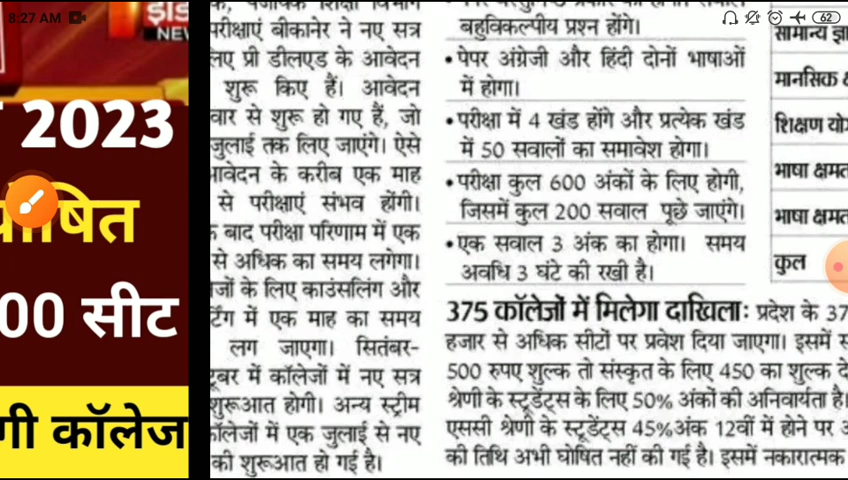 8:27 AM
62
NEW
2023
00 सीट
कॉलेज
परीक्षाएं बीकानेर ने नए सत्र
लिए प्री डीलएड के आवेदन
शुरू किए हैं। आवेदन
वार से शुरू हो गए हैं, जो
जुलाई तक लिए जाएंगे। ऐसे
आवेदन के करीब एक माह
से परीक्षाएं संभव होंगी।
के बाद परीक्षा परिणाम में एक
से अधिक का समय लगेगा।
के लिए काउंसलिंग और
में एक माह का समय
लग जाएगा। सितंबर-
में कॉलेजों में नए सत्र
शुरूआत होगी। अन्य स्ट्रीम
कॉलेजों में एक जुलाई से नए
की शुरूआत हो गई है।
बहुविकल्पीय प्रश्न होंगे।
• पेपर अंग्रेजी और हिंदी दोनों भाषाओं
में होगा।
• परीक्षा में 4 खंड होंगे और प्रत्येक खंड
में 50 सवालों का समावेश होगा।
• परीक्षा कुल 600 अंकों के लिए होगी,
जिसमें कुल 200 सवाल पूछे जाएंगे।
• एक सवाल 3 अंक का होगा। समय
अवधि 3 घंटे की रखी है।
375 कॉलेजों में मिलेगा दाखिला: प्रदेश के 37
हजार से अधिक सीटों पर प्रवेश दिया जाएगा। इसमें
500 रुपए शुल्क तो संस्कृत के लिए 450 का शुल्क
श्रेणी के स्टूडेंट्स के लिए 50% अंकों की अनिवार्यता है।
एससी श्रेणी के स्टूडेंट्स 45%अंक 12वीं में होने पर
की तिथि अभी घोषित नहीं की गई है। इसमें नकारात्मक
सामान्य
मानसिक
शिक्षण
भाषा
भाषा
कुल